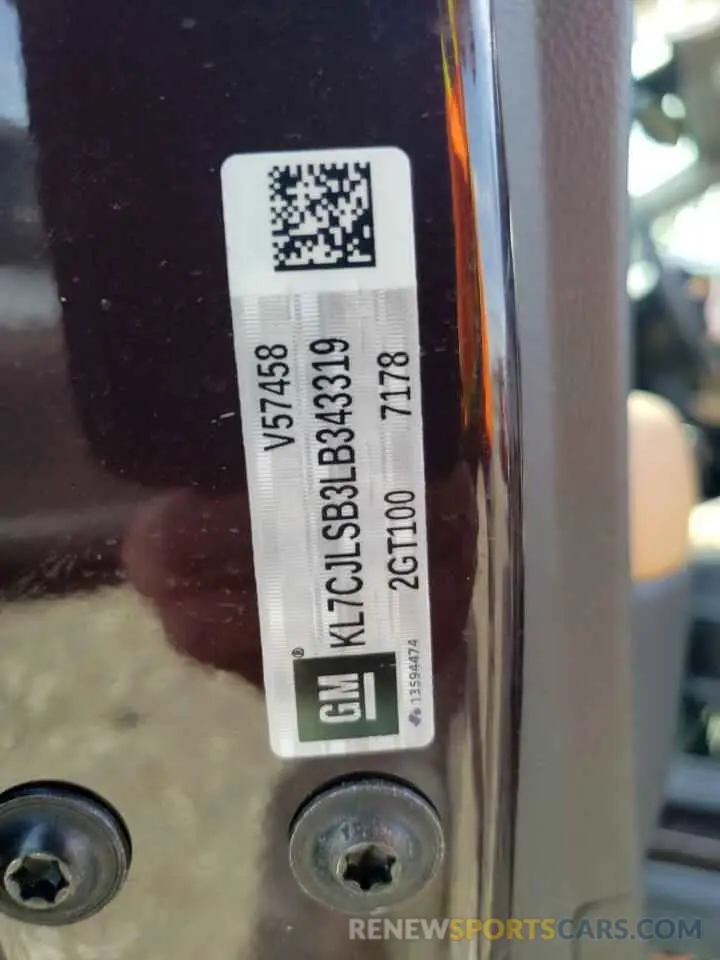 V57458
KL7CJLSB3LB343319
2GT100 7178
GM®
13594474
RENEWSPORTSCARS.COM